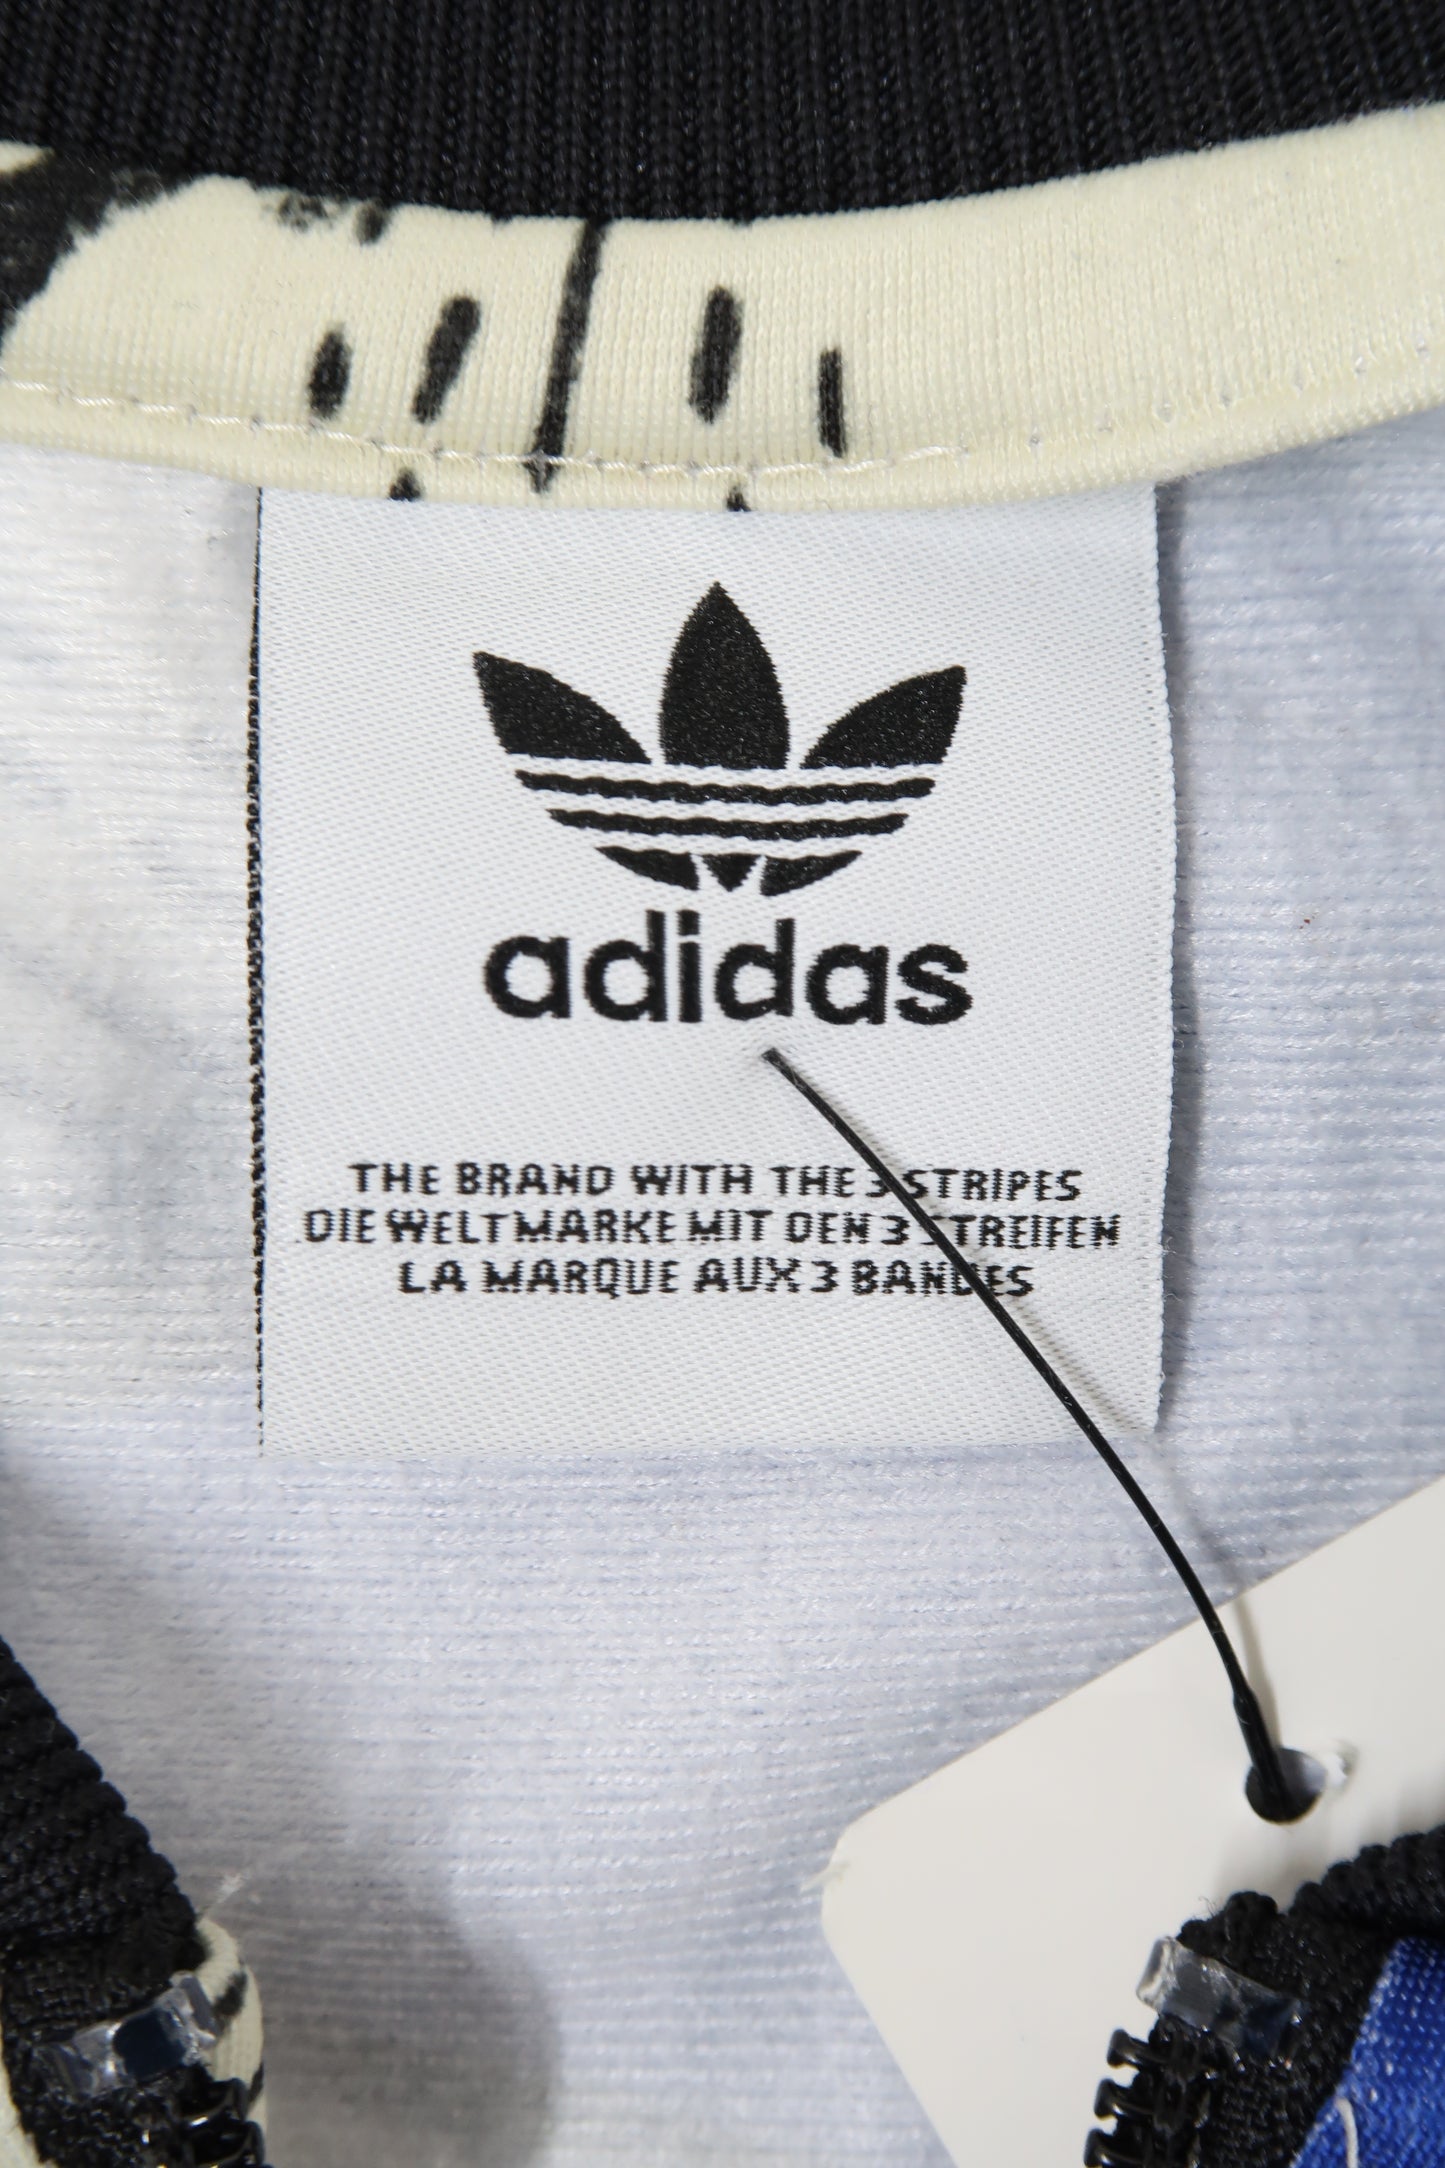 adidas
THE BRAND WITH THE 3 STRIPES
DIE WELTMARKE MIT DEN 3 STREIFEN
LA MARQUE AUX 3 BANDES